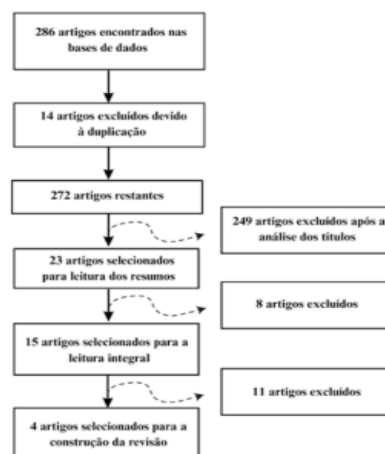 286 artigos encontrados nas
bases de dados
14 artigos excluídos devido
à duplicação
272 artigos restantes
249 artigos excluídos após a
análise dos títulos
23 artigos selecionados
para leitura dos resumos
8 artigos excluídos
15 artigos selecionados para a
leitura integral
11 artigos excluídos
4 artigos selecionados para a
construção da revisão